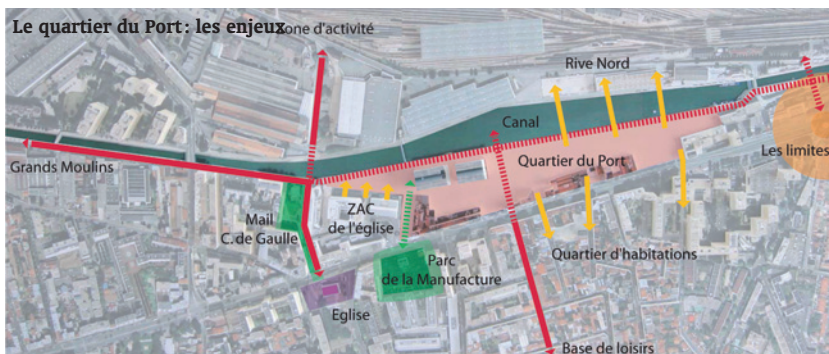 Le quartier du Port : les enjeux
zone d'activité
Rive Nord
Canal
Grands Moulins
Quartier du Port
Les limites
Mail
C. de Gaulle
ZAC
de l'église
Quartier d'habitations
Parc
de la Manufacture
Eglise
Base de loisirs